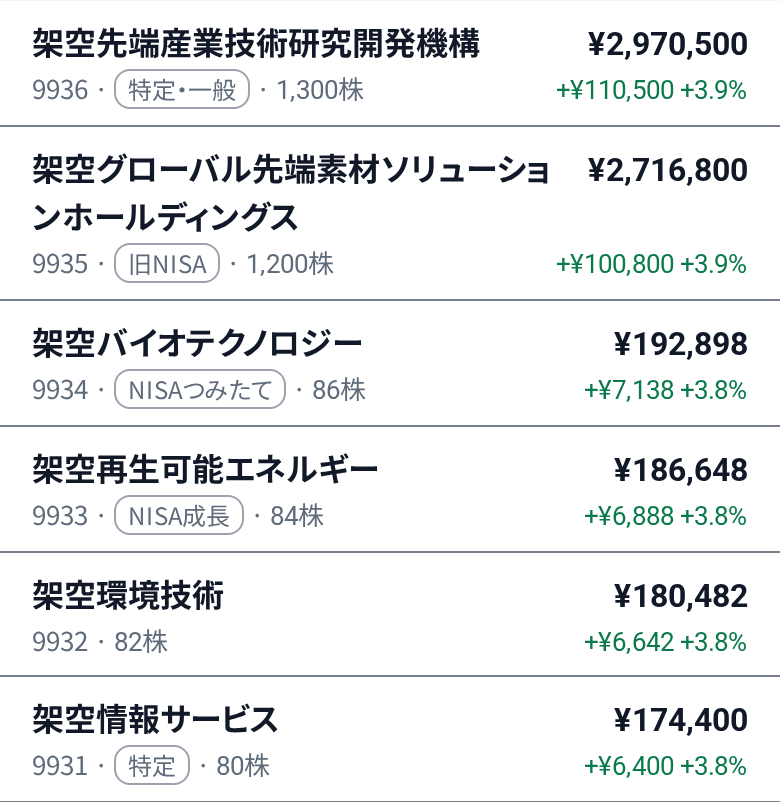 架空先端産業技術研究開発機構 ¥2,970,500
9936 · 特定・一般 · 1,300株 +¥110,500 +3.9%
架空グローバル先端素材ソリューショ ¥2,716,800
ンホールディングス
9935 · 旧NISA · 1,200株 +¥100,800 +3.9%
架空バイオテクノロジー ¥192,898
9934 · NISAつみたて · 86株 +¥7,138 +3.8%
架空再生可能エネルギー ¥186,648
9933 · NISA成長 · 84株 +¥6,888 +3.8%
架空環境技術 ¥180,482
9932 · 82株 +¥6,642 +3.8%
架空情報サービス ¥174,400
9931 · 特定 · 80株 +¥6,400 +3.8%